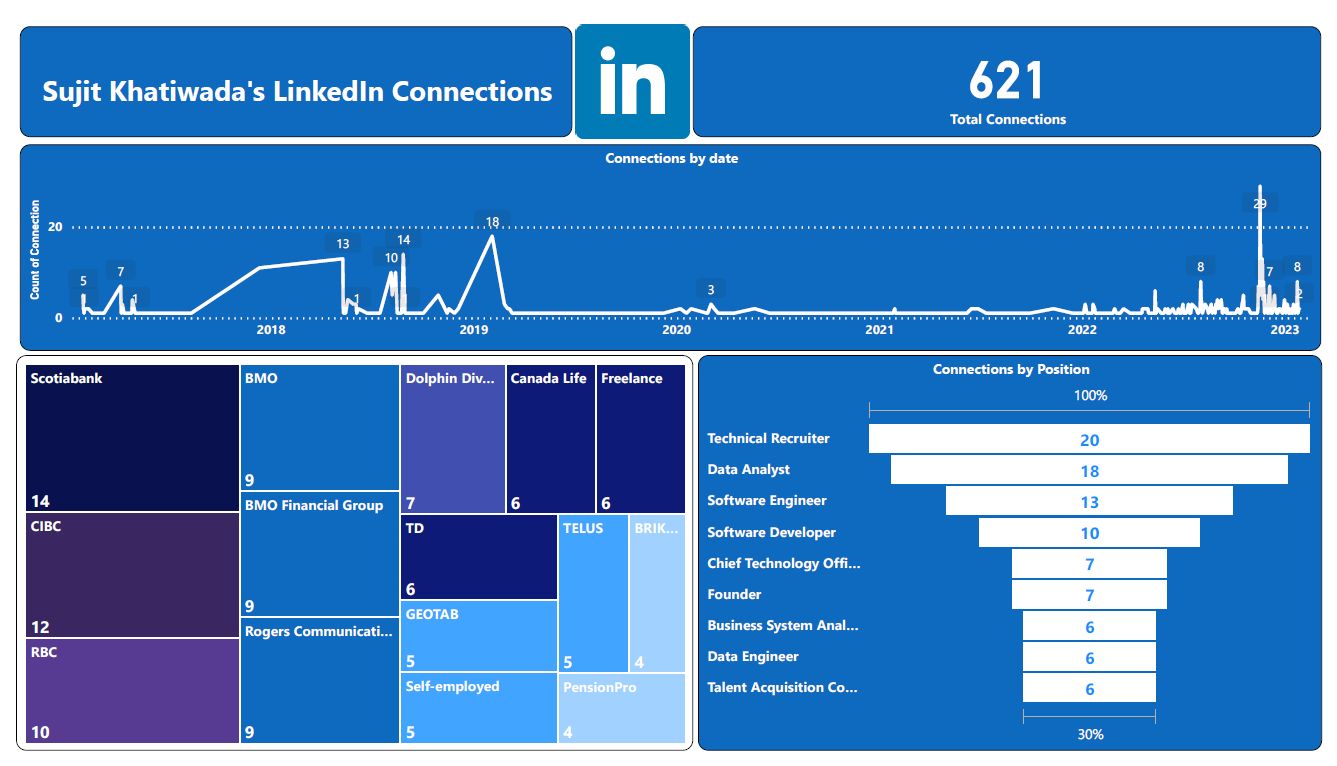 Sujit Khatiwada's LinkedIn Connections
in
621
Total Connections
Connections by date
Count of Connection
20
0
5
7
1
13
1
10
14
18
3
8
29
7
8
2
2018
2019
2020
2021
2022
2023
Scotiabank
14
CIBC
12
RBC
10
BMO
9
BMO Financial Group
9
Rogers Communicati...
9
Dolphin Div...
7
Canada Life
6
Freelance
6
TD
6
GEOTAB
5
Self-employed
5
TELUS
5
BRIK...
4
PensionPro
4
Connections by Position
100%
Technical Recruiter 20
Data Analyst 18
Software Engineer 13
Software Developer 10
Chief Technology Offi... 7
Founder 7
Business System Anal... 6
Data Engineer 6
Talent Acquisition Co... 6
30%